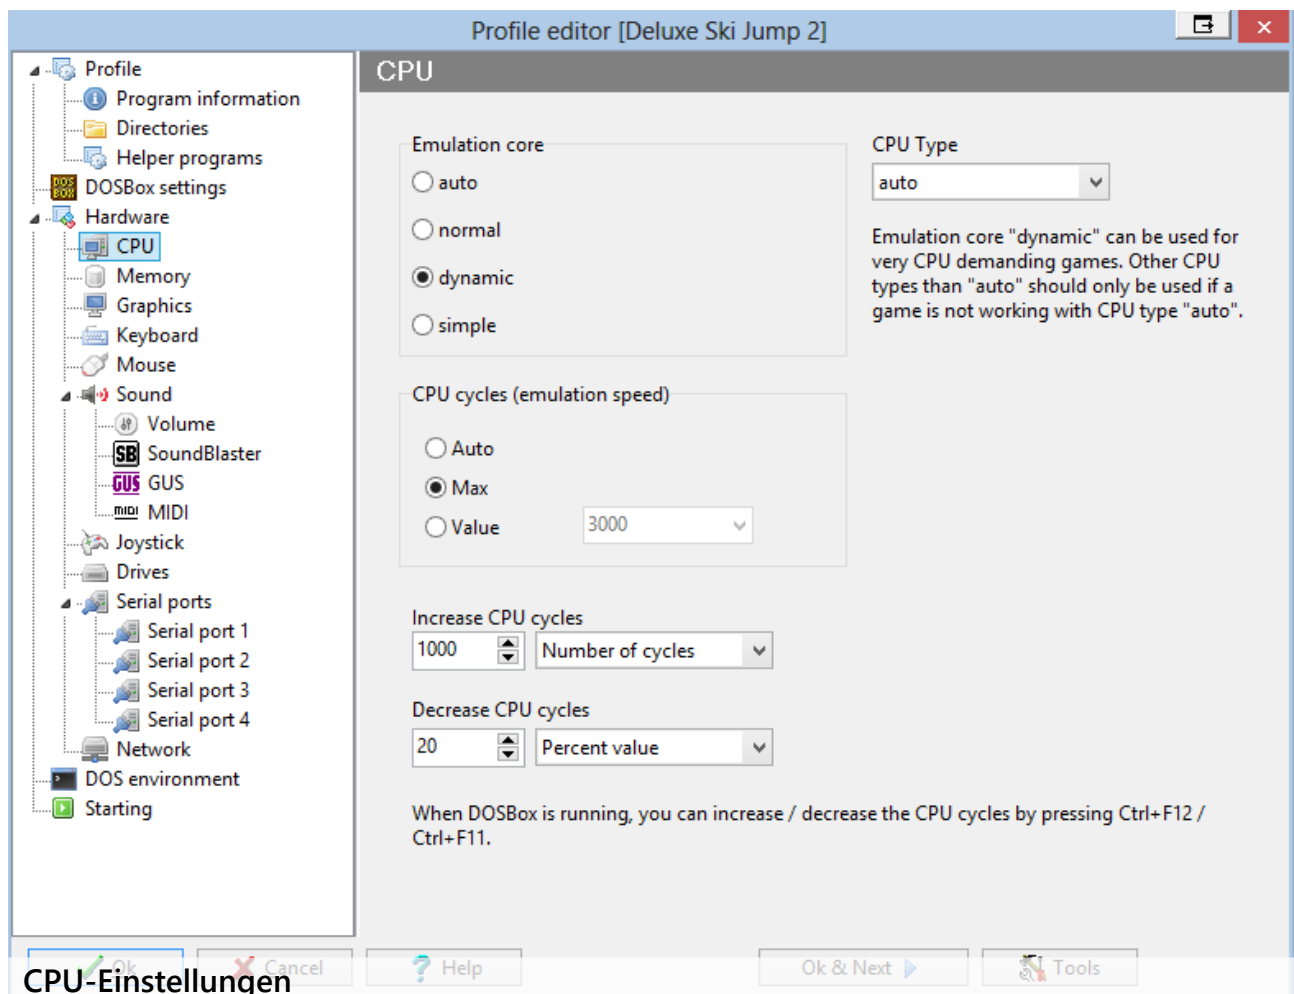 Profile editor [Deluxe Ski Jump 2]
Profile
Program information
Directories
Helper programs
DOSBox settings
Hardware
CPU
Memory
Graphics
Keyboard
Mouse
Sound
Volume
SB SoundBlaster
GUS GUS
MIDI MIDI
Joystick
Drives
Serial ports
Serial port 1
Serial port 2
Serial port 3
Serial port 4
Network
DOS environment
Starting
CPU
Emulation core
auto
normal
dynamic
simple
CPU Type
auto
Emulation core "dynamic" can be used for
very CPU demanding games. Other CPU
types than "auto" should only be used if a
game is not working with CPU type "auto".
CPU cycles (emulation speed)
Auto
Max
Value 3000
Increase CPU cycles
1000 Number of cycles
Decrease CPU cycles
20 Percent value
When DOSBox is running, you can increase / decrease the CPU cycles by pressing Ctrl+F12 /
Ctrl+F11.
Ok Cancel ? Help Ok & Next Tools
CPU-Einstellungen